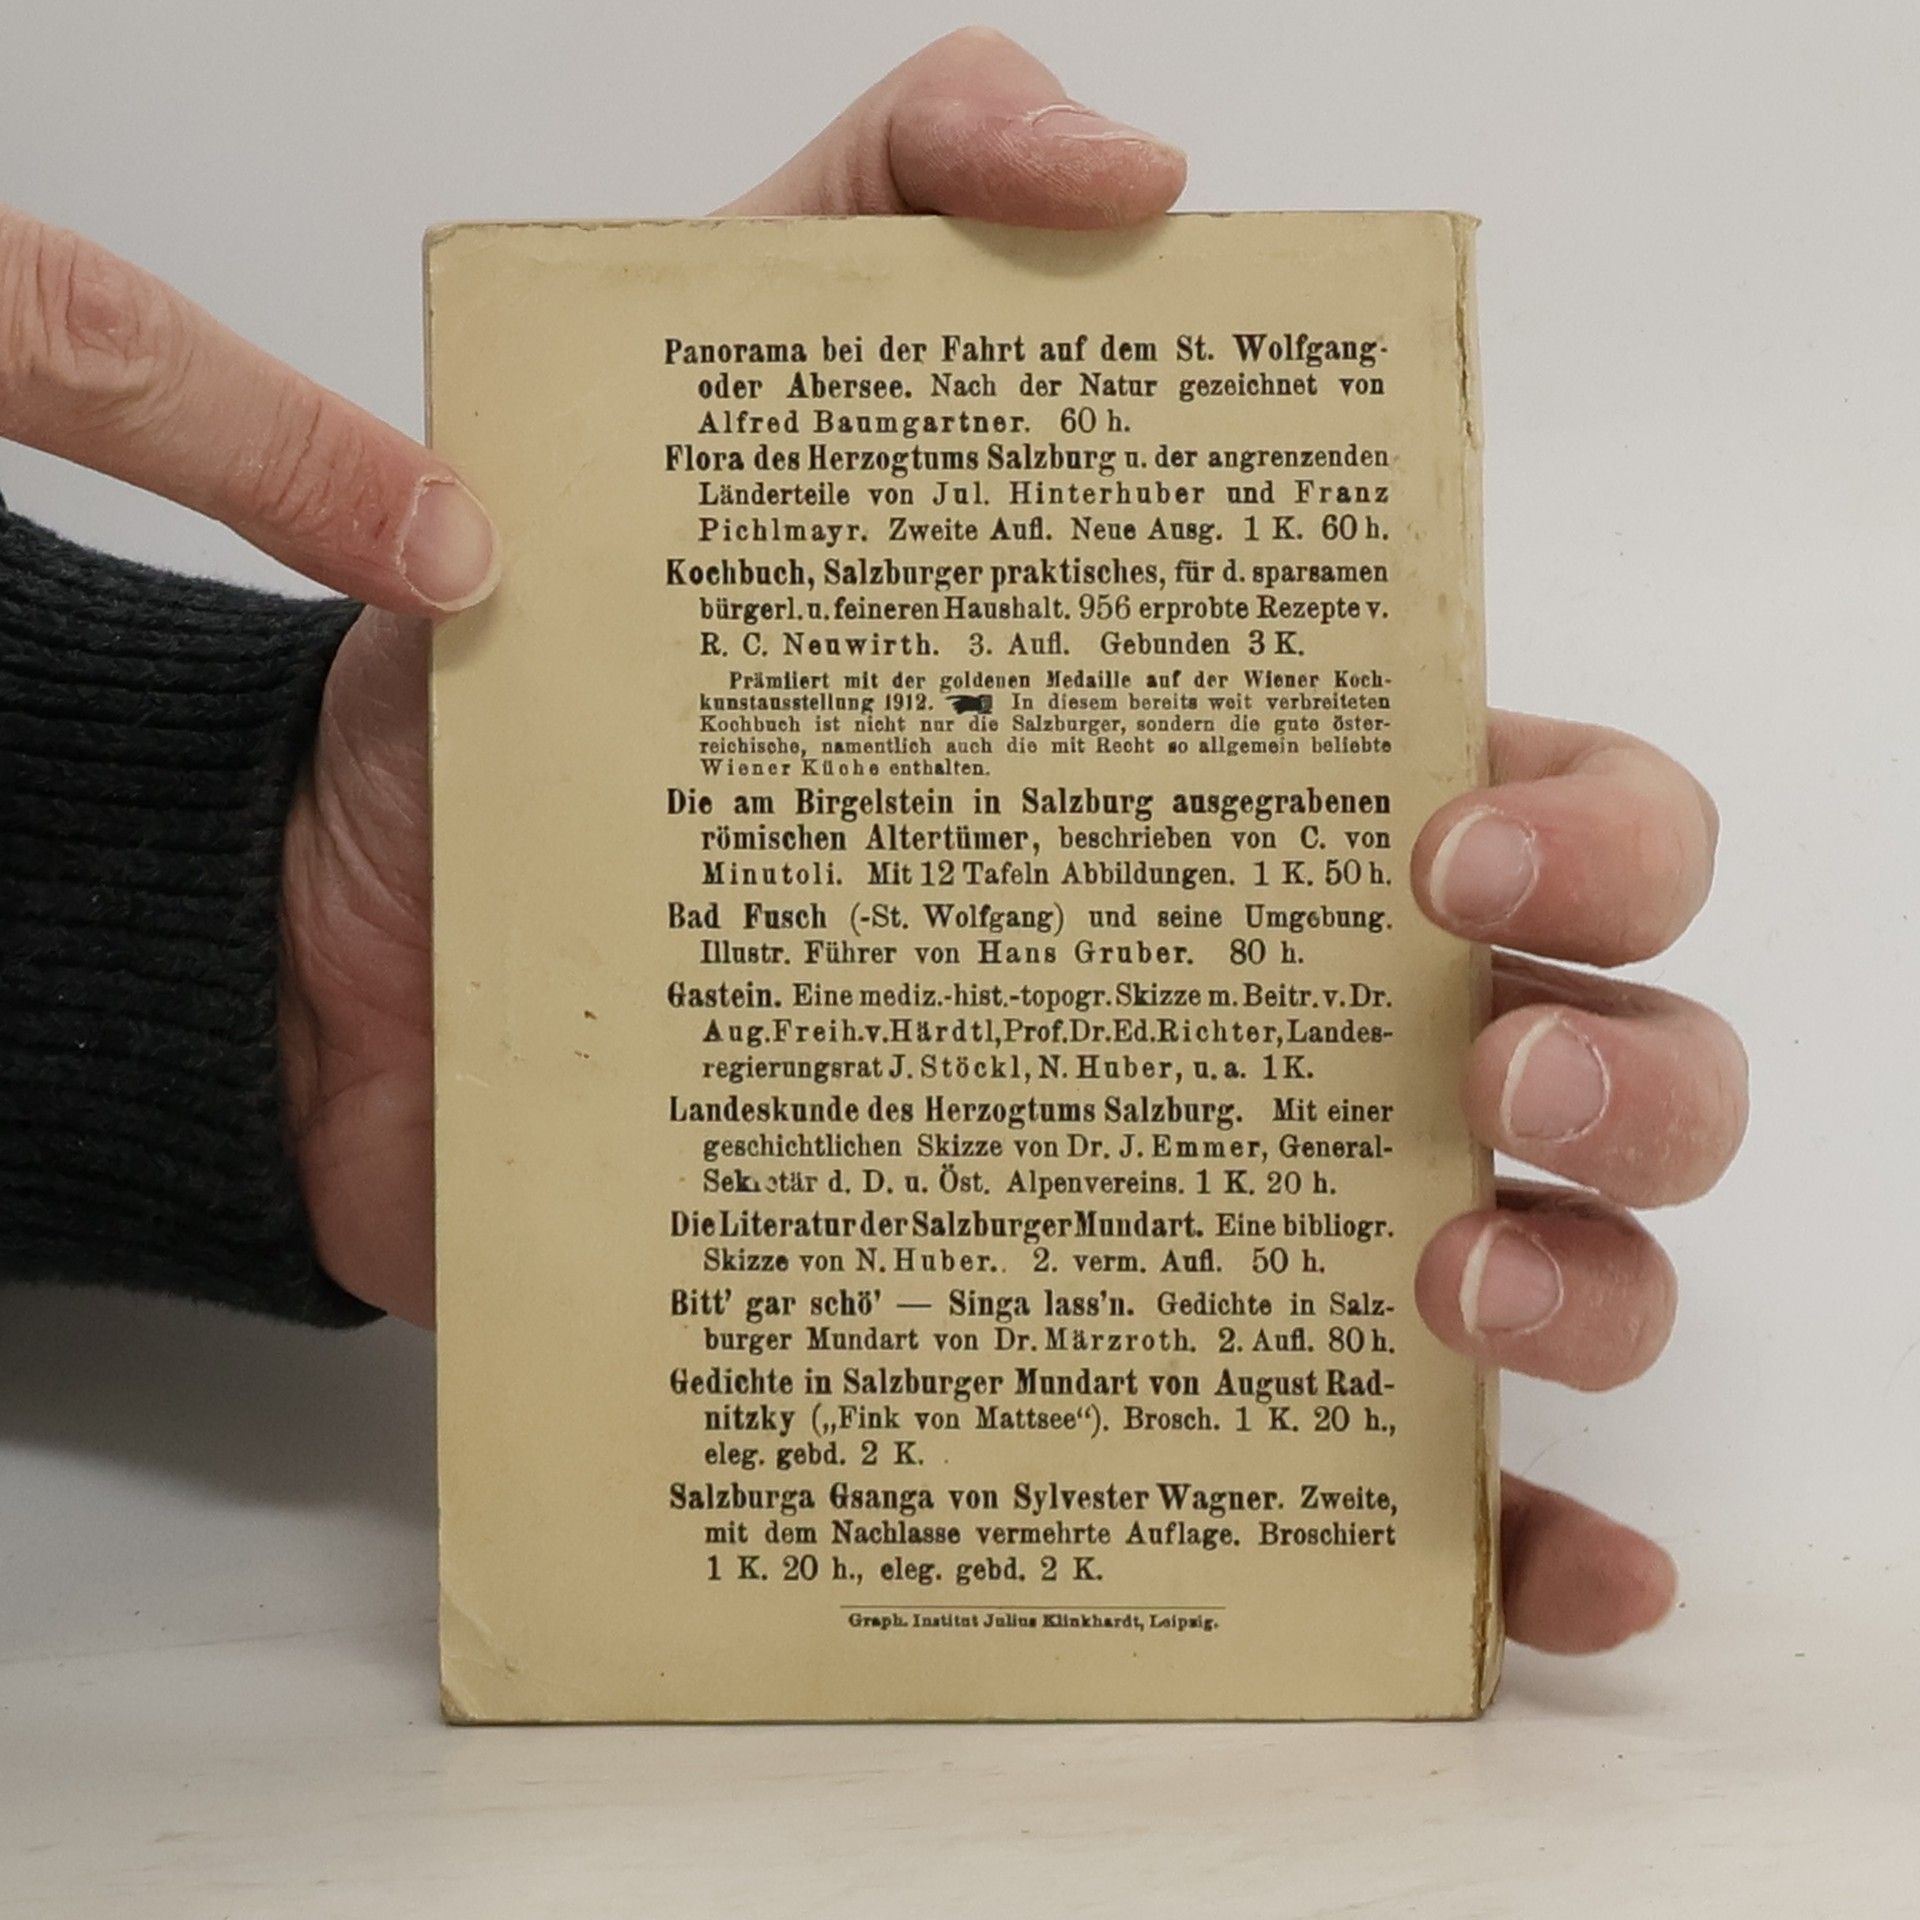 Panorama bei der Fahrt auf dem St. Wolfgang-
oder Abersee. Nach der Natur gezeichnet von
Alfred Baumgartner. 60 h.
Flora des Herzogtums Salzburg u. der angrenzenden
Länderteile von Jul. Hinterhuber und Franz
Pichlmayr. Zweite Aufl. Neue Ausg. 1 K. 60 h.
Kochbuch, Salzburger praktisches, für d. sparsamen
bürgerl. u. feineren Haushalt. 956 erprobte Rezepte v.
R. C. Neuwirth. 3. Aufl. Gebunden 3 K.
Prämiiert mit der goldenen Medaille auf der Wiener Koch-
kunstausstellung 1912. In diesem bereits weit verbreiteten
Kochbuch ist nicht nur die Salzburger, sondern die gute öster-
reichische, namentlich auch die mit Recht so allgemein beliebte
Wiener Küche enthalten.
Die am Birgelstein in Salzburg ausgegrabenen
römischen Altertümer, beschrieben von C. von
Minutoli. Mit 12 Tafeln Abbildungen. 1 K. 50 h.
Bad Fusch (-St. Wolfgang) und seine Umgebung.
Illustr. Führer von Hans Gruber. 80 h.
Gastein. Eine mediz.-hist.-topogr. Skizze m. Beitr. v. Dr.
Aug. Freih. v. Härdtl, Prof. Dr. Ed. Richter, Landes-
regierungsrat J. Stöckl, N. Huber, u. a. 1 K.
Landeskunde des Herzogtums Salzburg. Mit einer
geschichtlichen Skizze von Dr. J. Emmer, General-
Sekretär d. D. u. Öst. Alpenvereins. 1 K. 20 h.
Die Literatur der Salzburger Mundart. Eine bibliogr.
Skizze von N. Huber. 2. verm. Aufl. 50 h.
Bitt' gar schö' — Singa lass'n. Gedichte in Salz-
burger Mundart von Dr. Märzroth. 2. Aufl. 80 h.
Gedichte in Salzburger Mundart von August Rad-
nitzky („Fink von Mattsee“). Brosch. 1 K. 20 h.,
eleg. gebd. 2 K.
Salzburga Gsanga von Sylvester Wagner. Zweite,
mit dem Nachlasse vermehrte Auflage. Broschiert
1 K. 20 h., eleg. gebd. 2 K.
Graph. Institut Julius Klinkhardt, Leipzig.